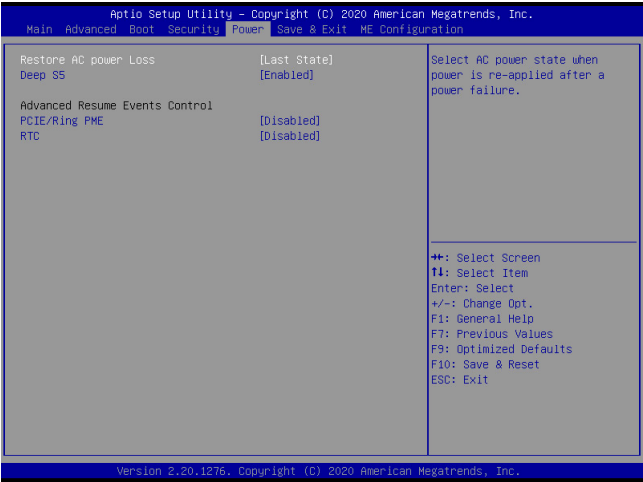 Aptio Setup Utility – Copyright (C) 2020 American Megatrends, Inc.
Main Advanced Boot Security Power Save & Exit ME Configuration
Restore AC power Loss [Last State]
Deep S5 [Enabled]
Advanced Resume Events Control
PCIE/Ring PME [Disabled]
RTC [Disabled]
Select AC power state when
power is re-applied after a
power failure.
→←: Select Screen
↑↓: Select Item
Enter: Select
+/-: Change Opt.
F1: General Help
F7: Previous Values
F9: Optimized Defaults
F10: Save & Reset
ESC: Exit
Version 2.20.1276. Copyright (C) 2020 American Megatrends, Inc.